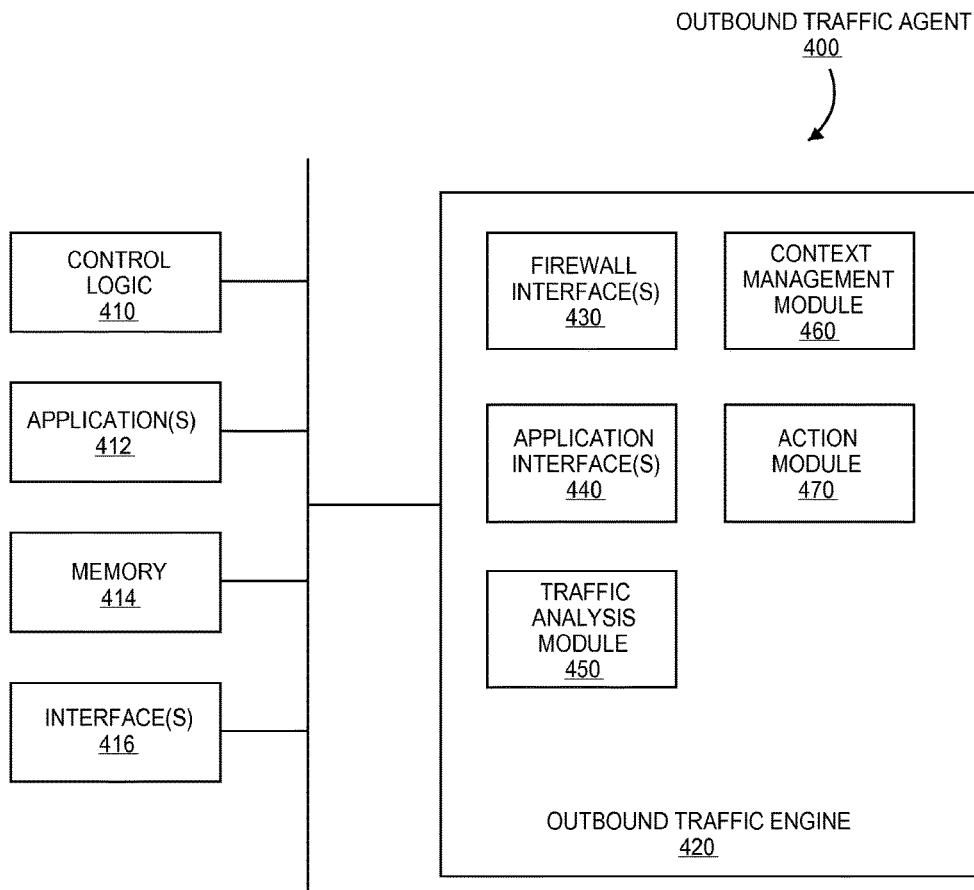 OUTBOUND TRAFFIC AGENT
400
CONTROL
LOGIC
410
APPLICATION(S)
412
MEMORY
414
INTERFACE(S)
416
FIREWALL
INTERFACE(S)
430
CONTEXT
MANAGEMENT
MODULE
460
APPLICATION
INTERFACE(S)
440
ACTION
MODULE
470
TRAFFIC
ANALYSIS
MODULE
450
OUTBOUND TRAFFIC ENGINE
420